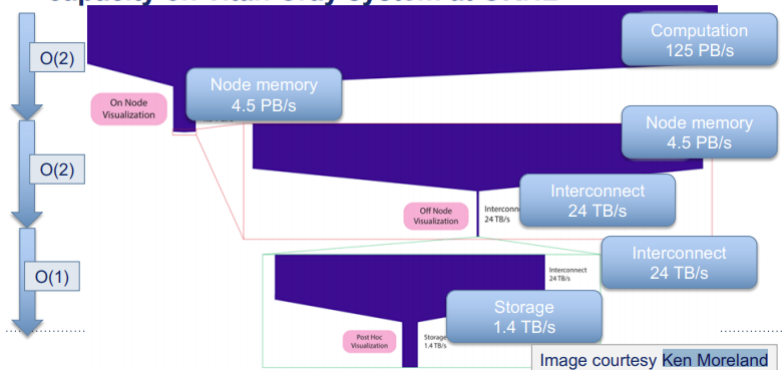 O(2)
Computation
125 PB/s
Node memory
4.5 PB/s
On Node
Visualization
O(2)
Node memory
4.5 PB/s
Interconnect
24 TB/s
Off Node
Visualization
24 TB/s
O(1)
Interconnect
24 TB/s
Interconnect
24 TB/s
Storage
1.4 TB/s
Post Hoc
Visualization
1.4 TB/s
Image courtesy Ken Moreland